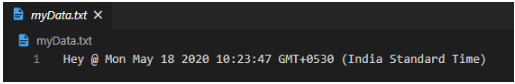 myData.txt
myData.txt
1 Hey @ Mon May 18 2020 10:23:47 GMT+0530 (India Standard Time)